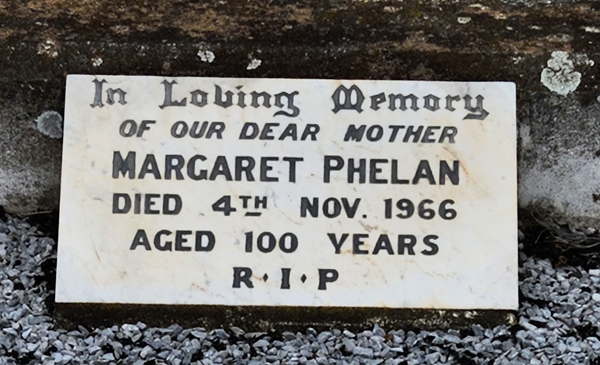 In Loving Memory
OF OUR DEAR MOTHER
MARGARET PHELAN
DIED 4TH NOV. 1966
AGED 100 YEARS
R·I·P